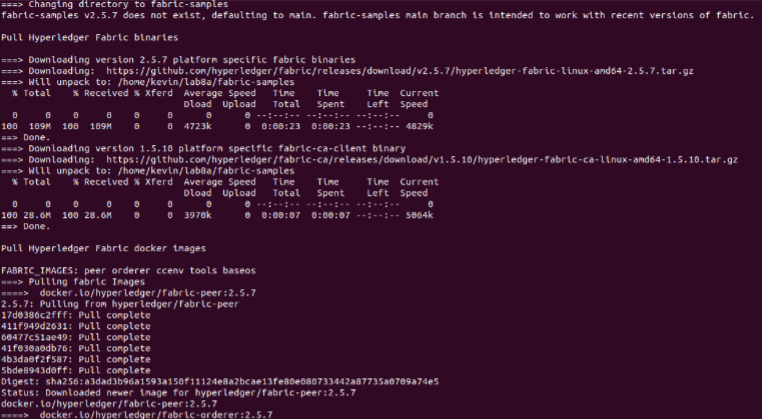 ===> Changing directory to fabric-samples
fabric-samples v2.5.7 does not exist, defaulting to main. fabric-samples main branch is intended to work with recent versions of fabric.
Pull Hyperledger Fabric binaries
===> Downloading version 2.5.7 platform specific fabric binaries
===> Downloading:  https://github.com/hyperledger/fabric/releases/download/v2.5.7/hyperledger-fabric-linux-amd64-2.5.7.tar.gz
===> Will unpack to: /home/kevin/lab8a/fabric-samples
% Total    % Received % Xferd  Average Speed   Time    Time     Time  Current
Dload  Upload   Total   Spent    Left  Speed
0     0    0     0    0     0      0      0 --:--:-- --:--:-- --:--:--     0
100  109M  100  109M    0     0  4723k      0  0:00:23  0:00:23 --:--:-- 4829k
==> Done.
===> Downloading version 1.5.10 platform specific fabric-ca-client binary
===> Downloading:  https://github.com/hyperledger/fabric-ca/releases/download/v1.5.10/hyperledger-fabric-ca-linux-amd64-1.5.10.tar.gz
===> Will unpack to: /home/kevin/lab8a/fabric-samples
% Total    % Received % Xferd  Average Speed   Time    Time     Time  Current
Dload  Upload   Total   Spent    Left  Speed
0     0    0     0    0     0      0      0 --:--:-- --:--:-- --:--:--     0
100 28.6M  100 28.6M    0     0  3970k      0  0:00:07  0:00:07 --:--:-- 5064k
==> Done.
Pull Hyperledger Fabric docker images
FABRIC_IMAGES: peer orderer ccenv tools baseos
===> Pulling fabric Images
====>  docker.io/hyperledger/fabric-peer:2.5.7
2.5.7: Pulling from hyperledger/fabric-peer
17d0386c2fff: Pull complete
411f949d2631: Pull complete
60477c51ae49: Pull complete
41f030a0db76: Pull complete
4b3da0f2f587: Pull complete
5bde8943d0ff: Pull complete
Digest: sha256:a3dad3b96a1593a150f11124e8a2bcae13fe80e080733442a87735a0709a74e5
Status: Downloaded newer image for hyperledger/fabric-peer:2.5.7
docker.io/hyperledger/fabric-peer:2.5.7
====>  docker.io/hyperledger/fabric-orderer:2.5.7